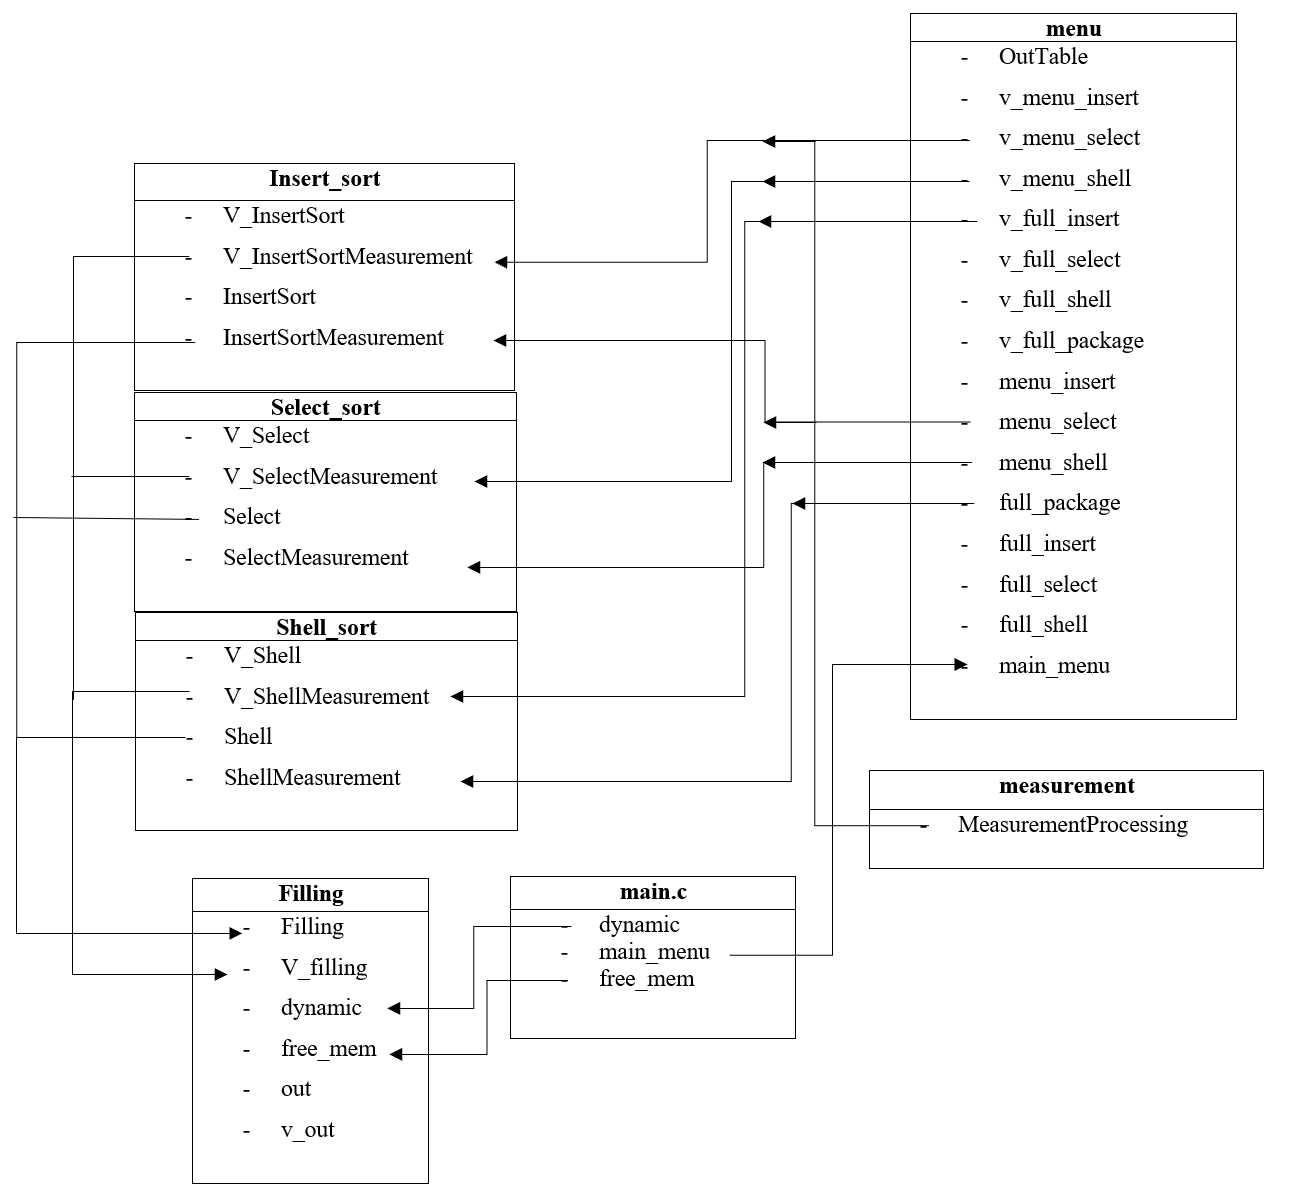 menu
- OutTable
- v_menu_insert
- v_menu_select
- v_menu_shell
- v_full_insert
- v_full_select
- v_full_shell
- v_full_package
- menu_insert
- menu_select
- menu_shell
- full_package
- full_insert
- full_select
- full_shell
- main_menu
Insert_sort
- V_InsertSort
- V_InsertSortMeasurement
- InsertSort
- InsertSortMeasurement
Select_sort
- V_Select
- V_SelectMeasurement
- Select
- SelectMeasurement
Shell_sort
- V_Shell
- V_ShellMeasurement
- Shell
- ShellMeasurement
measurement
- MeasurementProcessing
Filling
- Filling
- V_filling
- dynamic
- free_mem
- out
- v_out
main.c
- dynamic
- main_menu
- free_mem